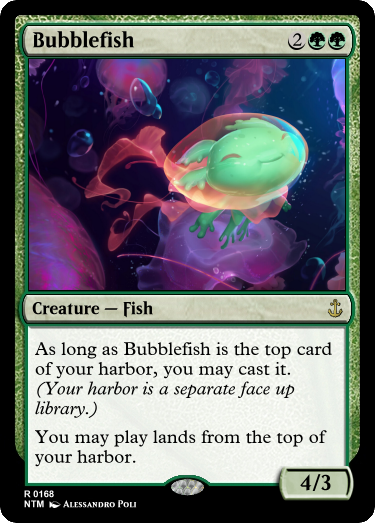 Bubblefish 2
Creature — Fish
As long as Bubblefish is the top card
of your harbor, you may cast it.
(Your harbor is a separate face up
library.)
You may play lands from the top of
your harbor.
4/3
R 0168
NTM Alessandro Poli